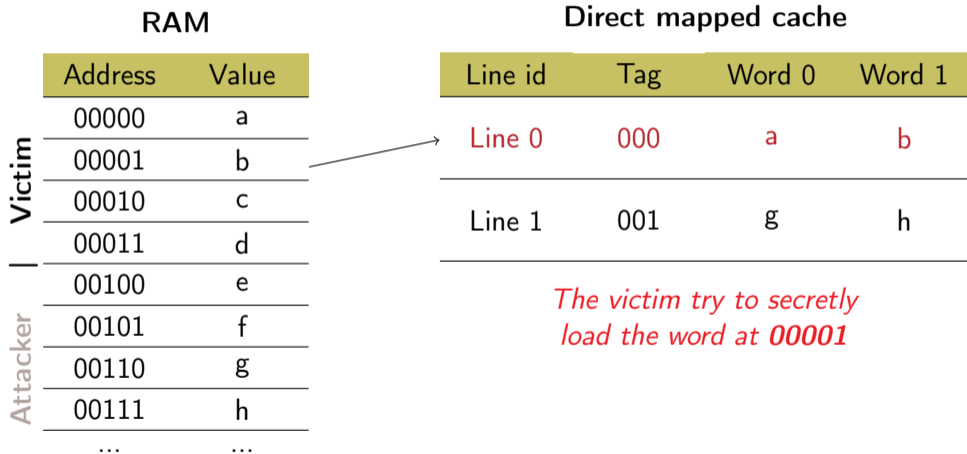 RAM
Address Value
00000 a
00001 b
00010 c
00011 d
00100 e
00101 f
00110 g
00111 h
... ...
Victim
|
Attacker
Direct mapped cache
Line id Tag Word 0 Word 1
Line 0 000 a b
Line 1 001 g h
The victim try to secretly
load the word at 00001